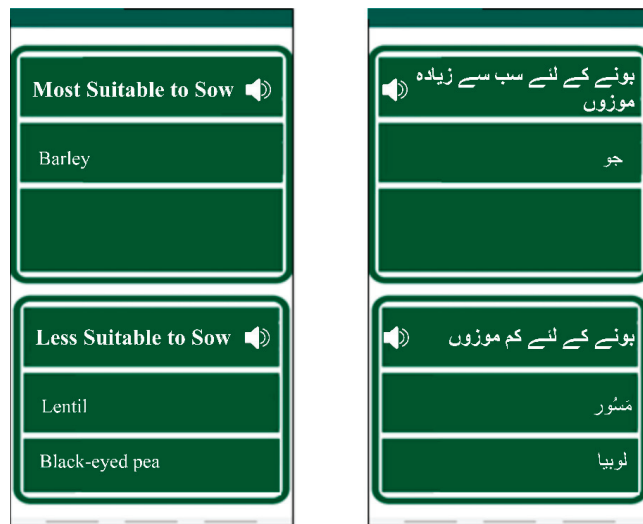 Most Suitable to Sow
Barley
Less Suitable to Sow
Lentil
Black-eyed pea
بونے کے لئے سب سے زیادہ
موزوں
جو
بونے کے لئے کم موزوں
مَسُور
لوبیا